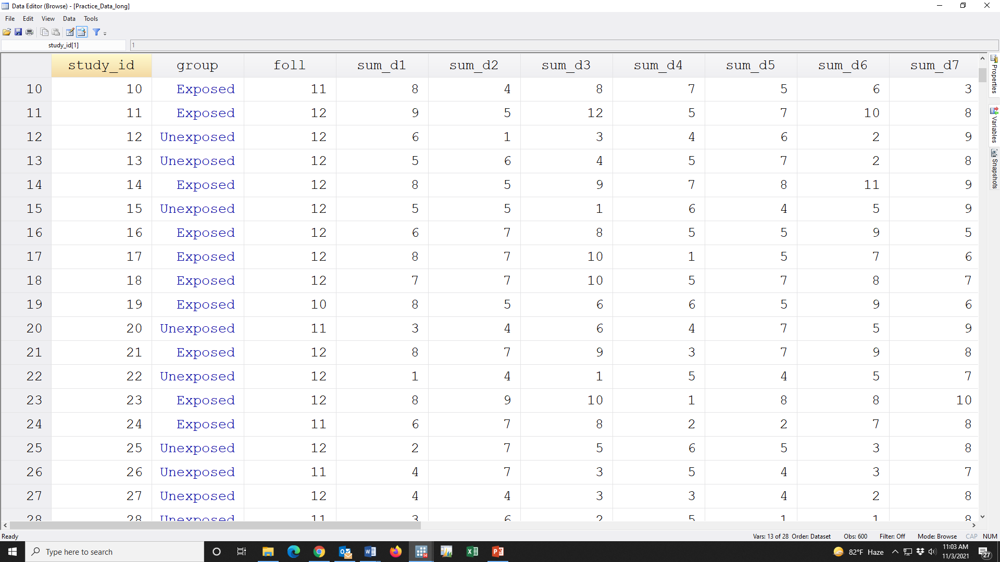 Data Editor (Browse) - [Practice_Data_long]
File Edit View Data Tools
study_id[1] 1
study_id group foll sum_d1 sum_d2 sum_d3 sum_d4 sum_d5 sum_d6 sum_d7
10 10 Exposed 11 8 4 8 7 5 6 3
11 11 Exposed 12 9 5 12 5 7 10 8
12 12 Unexposed 12 6 1 3 4 6 2 9
13 13 Unexposed 12 5 6 4 5 7 2 8
14 14 Exposed 12 8 5 9 7 8 11 9
15 15 Unexposed 12 5 5 1 6 4 5 9
16 16 Exposed 12 6 7 8 5 5 9 5
17 17 Exposed 12 8 7 10 1 5 7 6
18 18 Exposed 12 7 7 10 5 7 8 7
19 19 Exposed 10 8 5 6 6 5 9 6
20 20 Unexposed 11 3 4 6 4 7 5 9
21 21 Exposed 12 8 7 9 3 7 9 8
22 22 Unexposed 12 1 4 1 5 4 5 7
23 23 Exposed 12 8 9 10 1 8 8 10
24 24 Exposed 11 6 7 8 2 2 7 8
25 25 Unexposed 12 2 7 5 6 5 3 8
26 26 Unexposed 11 4 7 3 5 4 3 7
27 27 Unexposed 12 4 4 3 3 4 2 8
28 28 Unexposed 11 3 6 2 5 1 1 8
Properties
Variables
Snapshots
Ready Vars: 13 of 28 Order: Dataset Obs: 600 Filter: Off Mode: Browse CAP NUM
Type here to search 14 82°F Haze 11:03 AM 27
11/3/2021